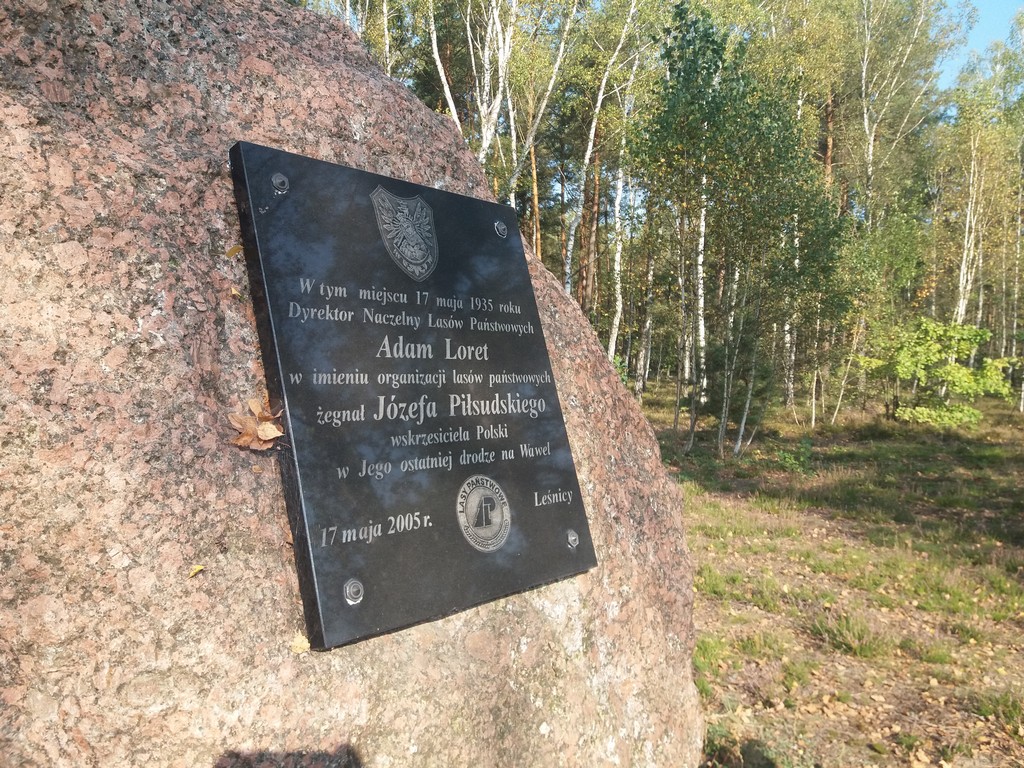 W tym miejscu 17 maja 1935 roku
Dyrektor Naczelny Lasów Państwowych
Adam Loret
w imieniu organizacji lasów państwowych
żegnał Józefa Piłsudskiego
wskrzesiciela Polski
w Jego ostatniej drodze na Wawel
Leśnicy
LASY PAŃSTWOWE
17 maja 2005 r.